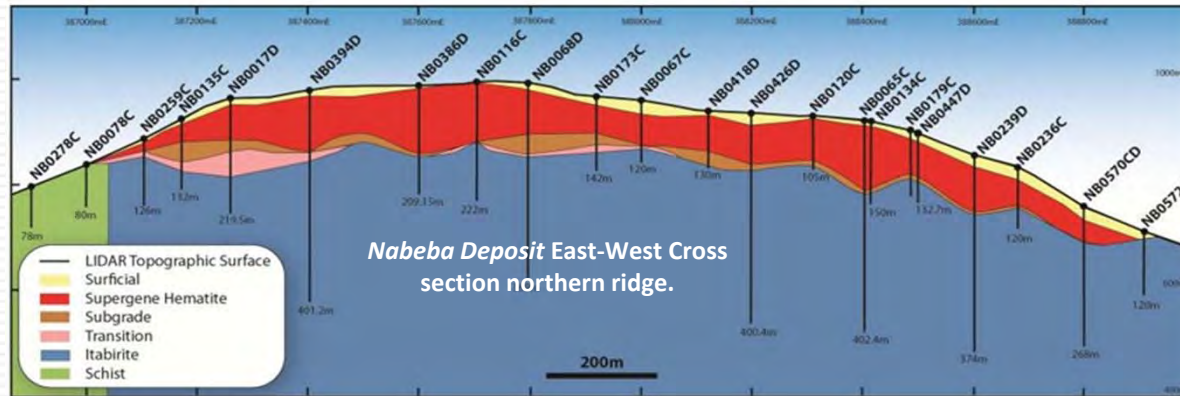 387000mE 387200mE 387400mE 387600mE 387800mE 388000mE 388200mE 388400mE 388600mE 388800mE
NB0278C
NB0078C
NB0259C
NB0135C
NB0017D
NB0394D
NB0386D
NB0116C
NB0068D
NB0173C
NB0067C
NB0418D
NB0426D
NB0120C
NB0065C
NB0134C
NB0179C
NB0447D
NB0239D
NB0236C
NB0570CD
78m
80m
126m
132m
219.5m
401.2m
209.15m
222m
142m
120m
130m
400.4m
105m
402.4m
150m
132.7m
374m
120m
268m
120m
Nabeba Deposit East-West Cross
section northern ridge.
LIDAR Topographic Surface
Surficial
Supergene Hematite
Subgrade
Transition
Itabirite
Schist
200m